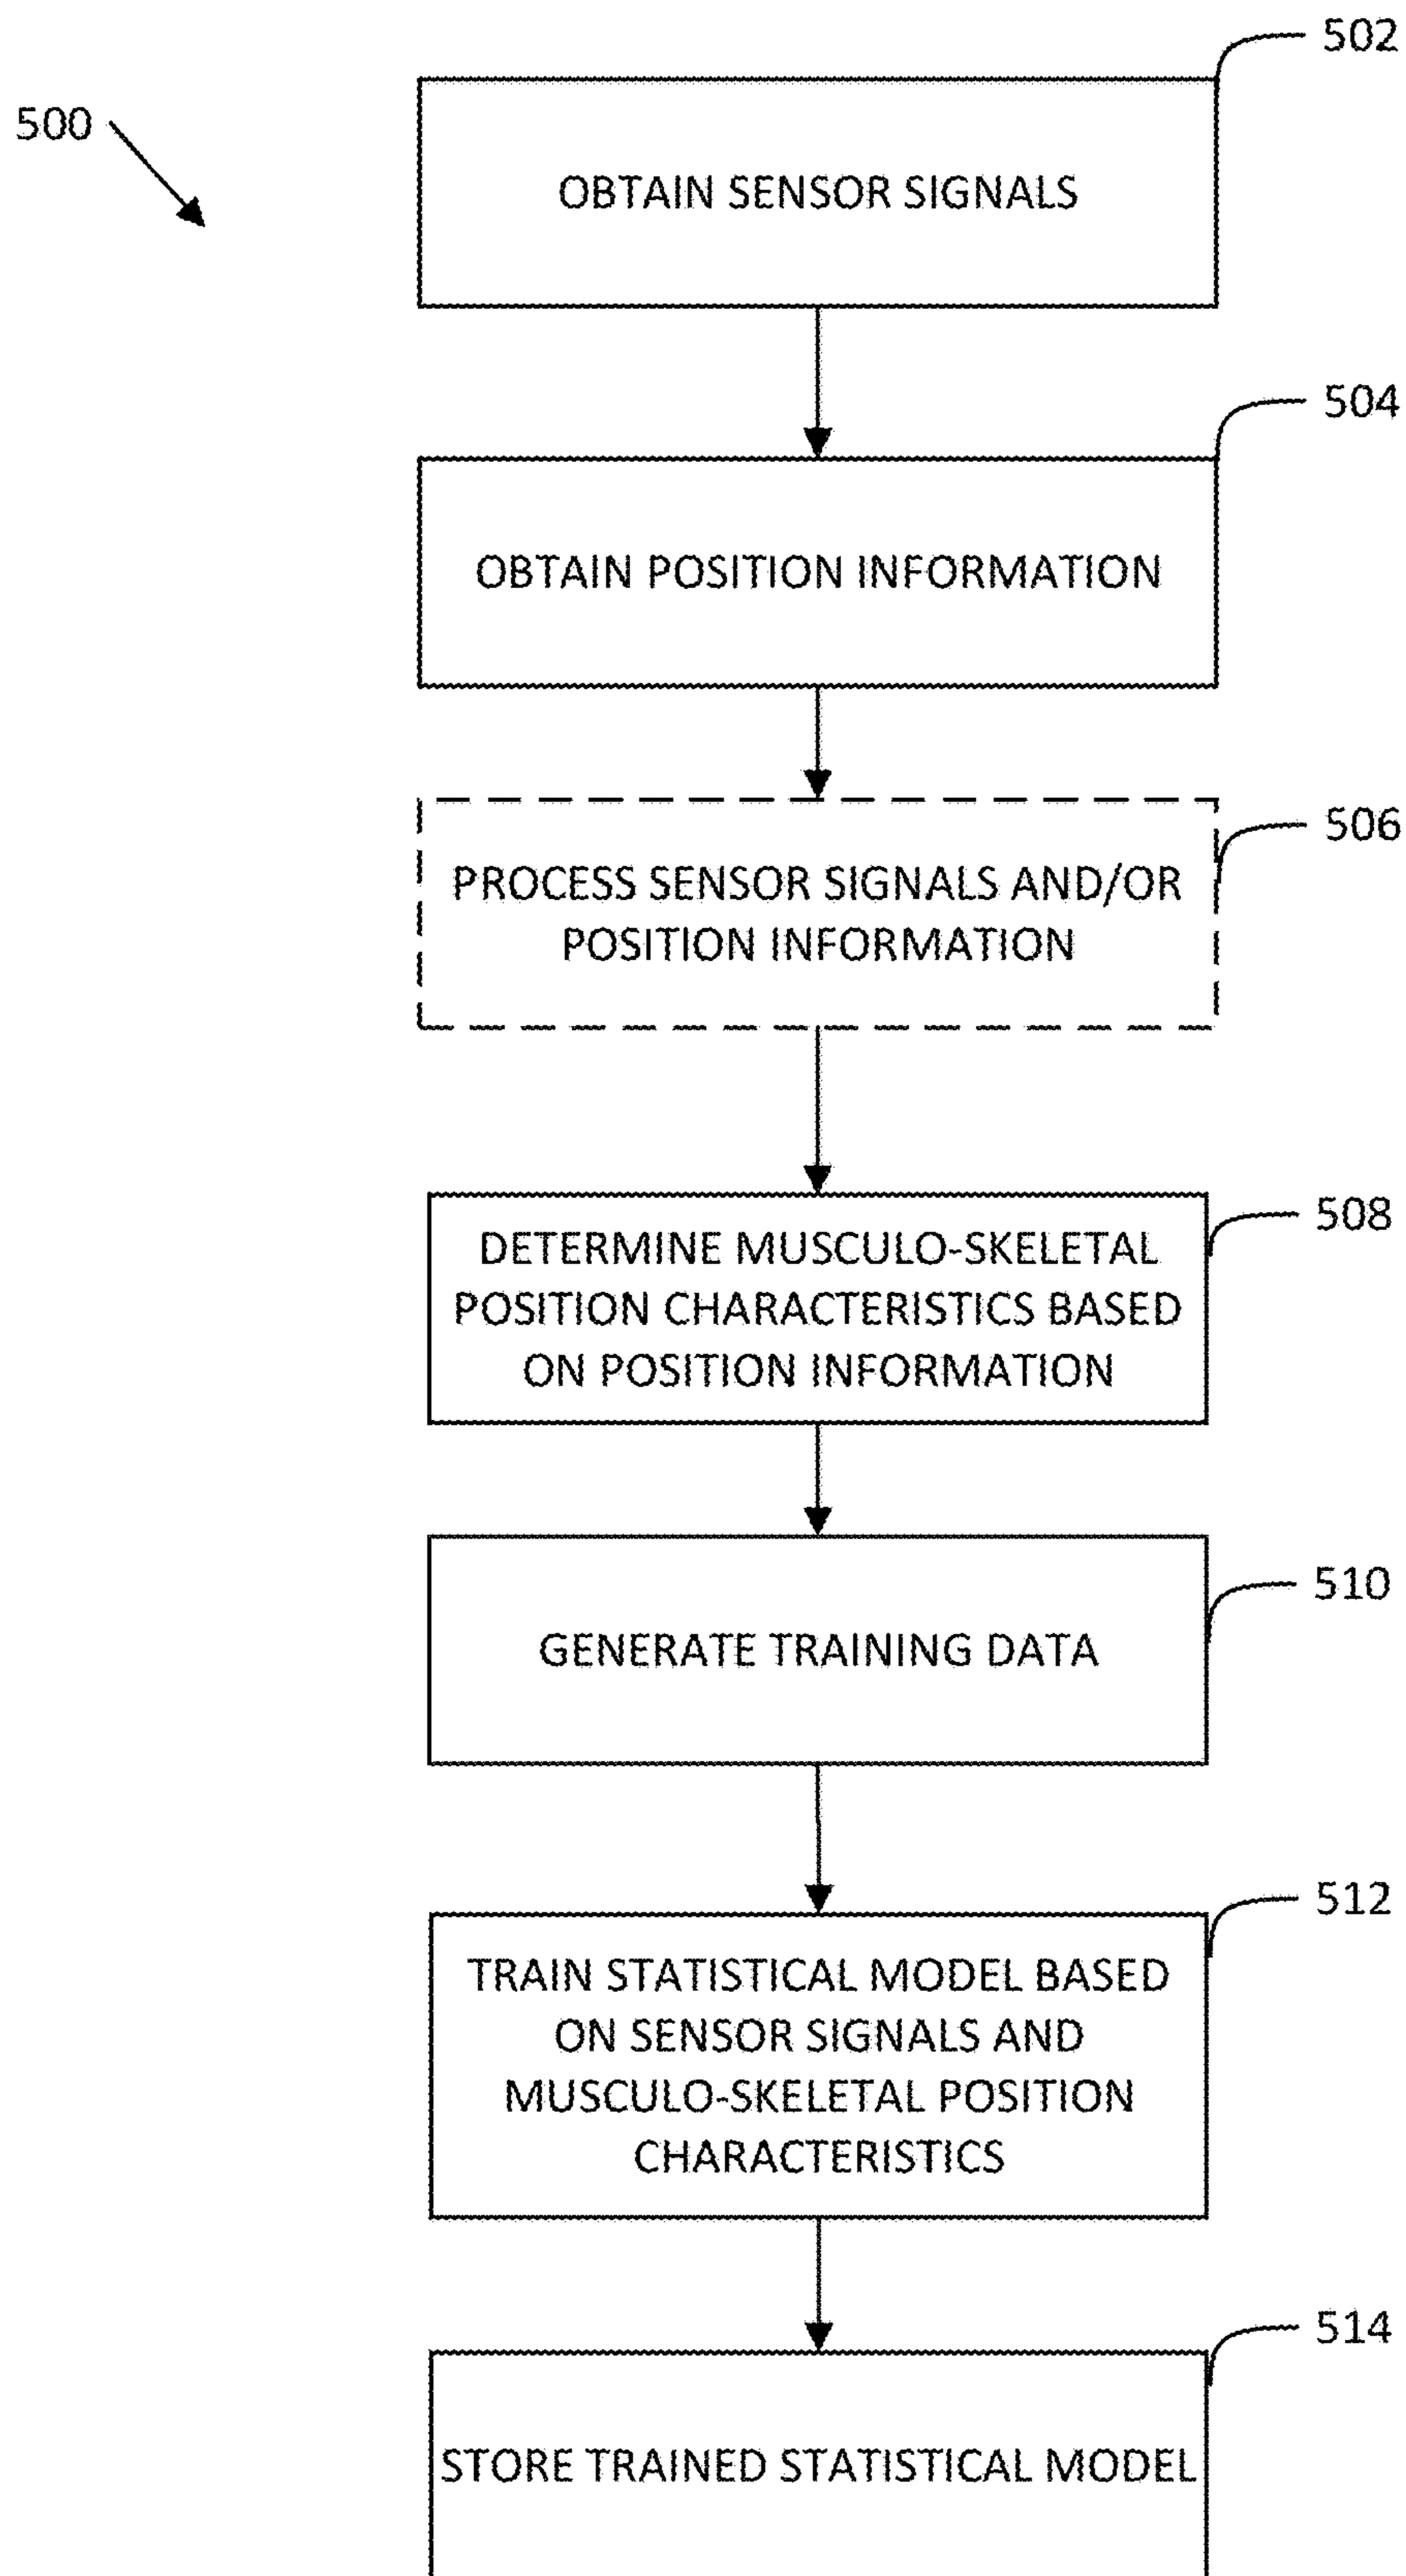 502
500
OBTAIN SENSOR SIGNALS
504
OBTAIN POSITION INFORMATION
506
PROCESS SENSOR SIGNALS AND/OR
POSITION INFORMATION
508
DETERMINE MUSCULO-SKELETAL
POSITION CHARACTERISTICS BASED
ON POSITION INFORMATION
510
GENERATE TRAINING DATA
512
TRAIN STATISTICAL MODEL BASED
ON SENSOR SIGNALS AND
MUSCULO-SKELETAL POSITION
CHARACTERISTICS
514
STORE TRAINED STATISTICAL MODEL